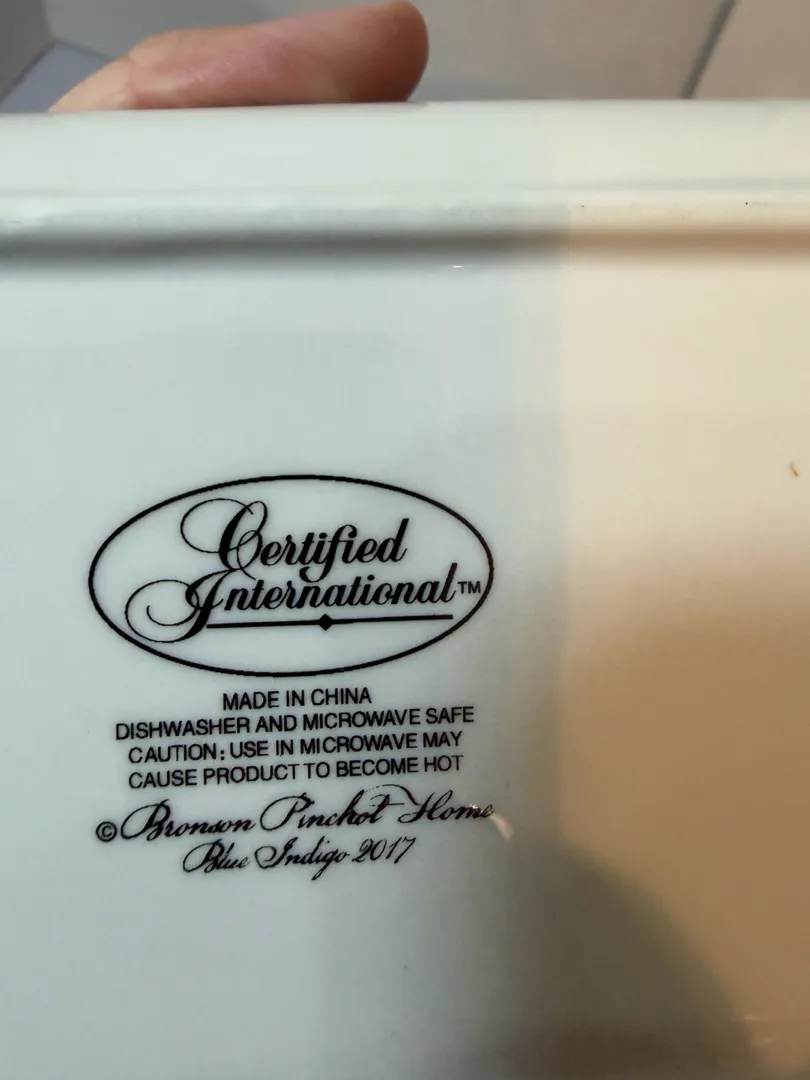 Certified
International™
MADE IN CHINA
DISHWASHER AND MICROWAVE SAFE
CAUTION: USE IN MICROWAVE MAY
CAUSE PRODUCT TO BECOME HOT
©Bronson Pinchot Home
Blue Indigo 2017